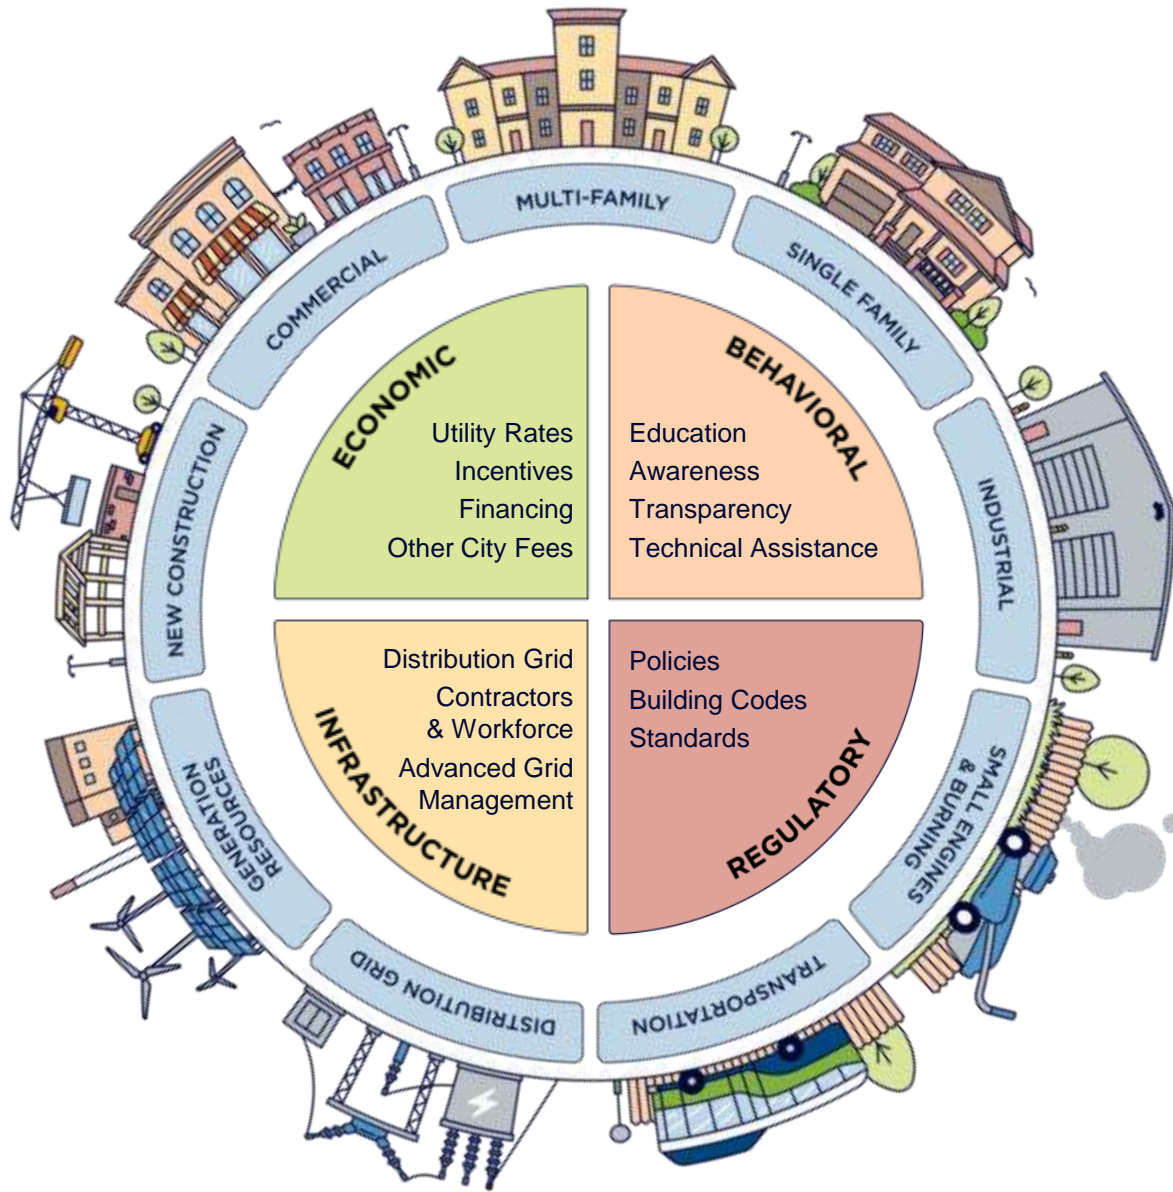 MULTI-FAMILY
SINGLE FAMILY
INDUSTRIAL
SMALL ENGINES
& BURNING
TRANSPORTATION
DISTRIBUTION GRID
GENERATION
RESOURCES
NEW CONSTRUCTION
COMMERCIAL
ECONOMIC
Utility Rates
Incentives
Financing
Other City Fees
BEHAVIORAL
Education
Awareness
Transparency
Technical Assistance
INFRASTRUCTURE
Distribution Grid
Contractors
& Workforce
Advanced Grid
Management
REGULATORY
Policies
Building Codes
Standards